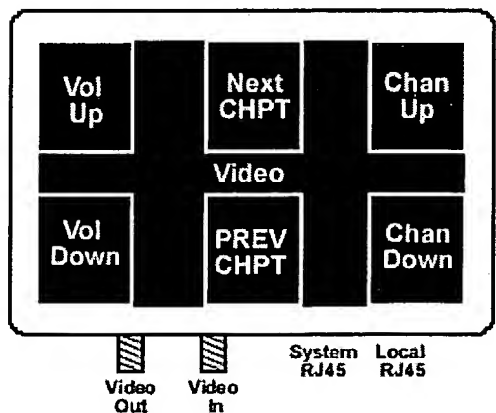 Vol
Up
Next
CHPT
Chan
Up
Video
Vol
Down
PREV
CHPT
Chan
Down
Video
Out
Video
In
System
RJ45
Local
RJ45